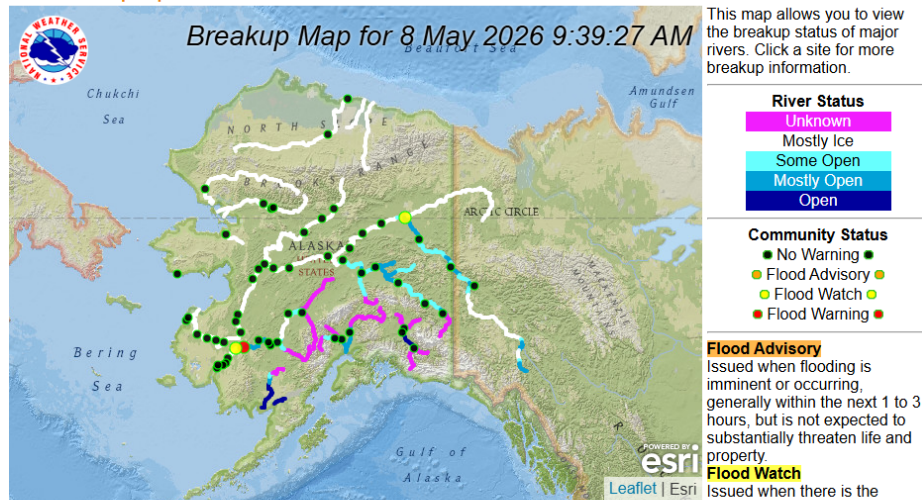 Breakup Map for 8 May 2026 9:39:27 AM
NATIONAL WEATHER SERVICE
Beaufort Sea
Chukchi
Sea
Amundsen
Gulf
NORTH SLOPE
BROOKS RANGE
ARCTIC CIRCLE
ALASKA
STATES
MACKENZIE
MOUNTAINS
Bering
Sea
Gulf of
Alaska
POWERED BY
esri
Leaflet | Esri
This map allows you to view
the breakup status of major
rivers. Click a site for more
breakup information.
River Status
Unknown
Mostly Ice
Some Open
Mostly Open
Open
Community Status
No Warning
Flood Advisory
Flood Watch
Flood Warning
Flood Advisory
Issued when flooding is
imminent or occurring,
generally within the next 1 to 3
hours, but is not expected to
substantially threaten life and
property.
Flood Watch
Issued when there is the